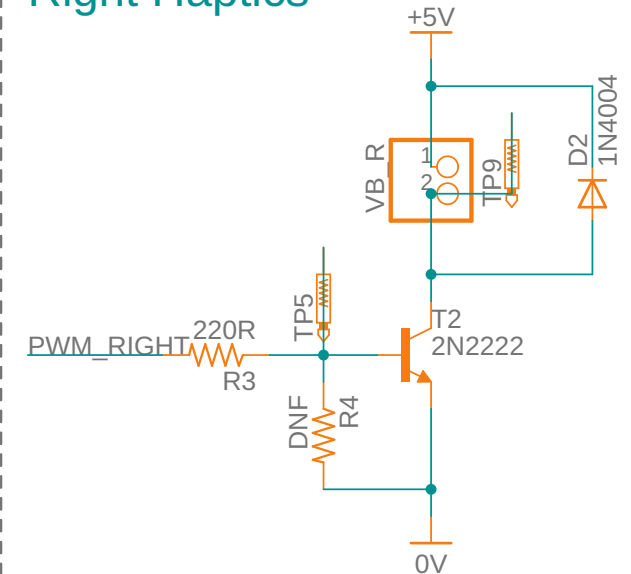 Right Haptics
+5V
1N4004
D2
VB_R
1
2
TP9
TP5
T2
2N2222
PWM_RIGHT
220R
R3
DNF
R4
0V